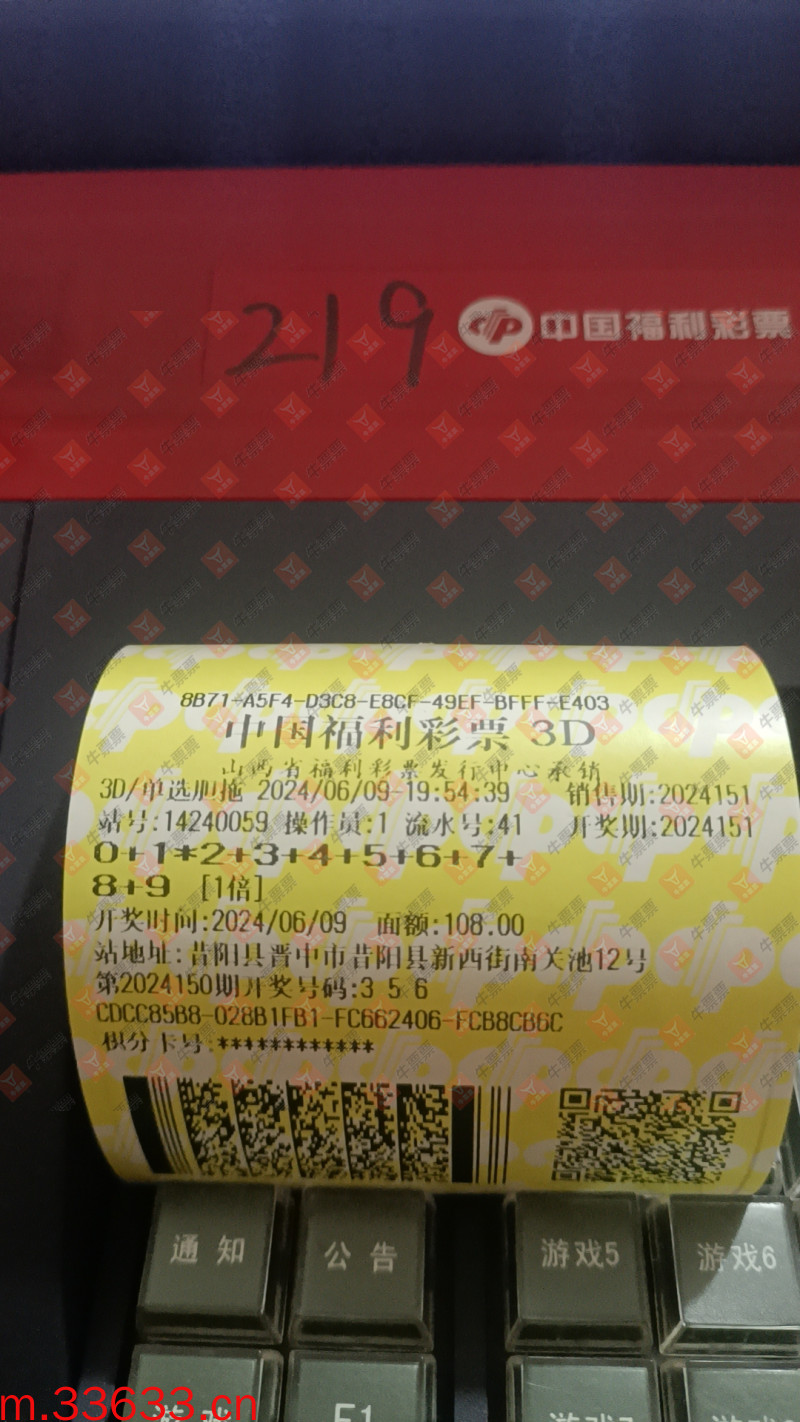 219
中国福利彩票
8B71-A5F4-D3C8-E8CF-49EF-BFFF-E403
中国福利彩票 3D
山西省福利彩票发行中心承销
3D/单选胆拖 2024/06/09-19:54:39 销售期:2024151
站号:14240059 操作员:1 流水号:41 开奖期:2024151
0+1*2+3+4+5+6+7+
8+9 [1倍]
开奖时间:2024/06/09 面额:108.00
站地址:昔阳县晋中市昔阳县新西街南关池12号
第2024150期开奖号码:3 5 6
CDCC85B8-028B1FB1-FC662406-FCB8CB6C
积分卡号:************
通知 公告 游戏5 游戏6
游戏 F1
m.33633.cn
牛票票